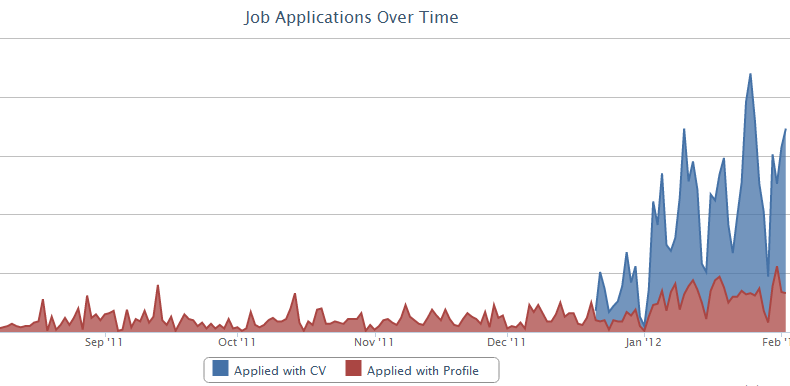 Job Applications Over Time
Sep '11 Oct '11 Nov '11 Dec '11 Jan '12 Feb '1
Applied with CV Applied with Profile